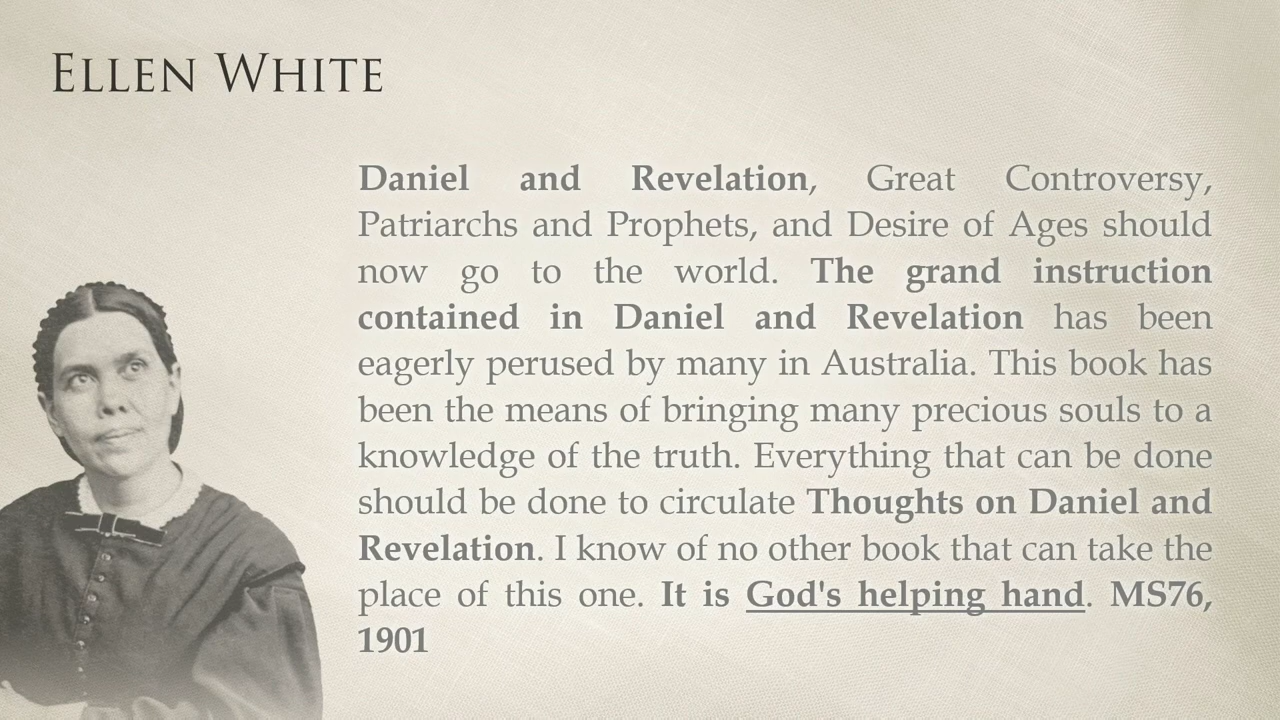 Ellen White
Daniel and Revelation, Great Controversy,
Patriarchs and Prophets, and Desire of Ages should
now go to the world. The grand instruction
contained in Daniel and Revelation has been
eagerly perused by many in Australia. This book has
been the means of bringing many precious souls to a
knowledge of the truth. Everything that can be done
should be done to circulate Thoughts on Daniel and
Revelation. I know of no other book that can take the
place of this one. It is God's helping hand. MS76,
1901